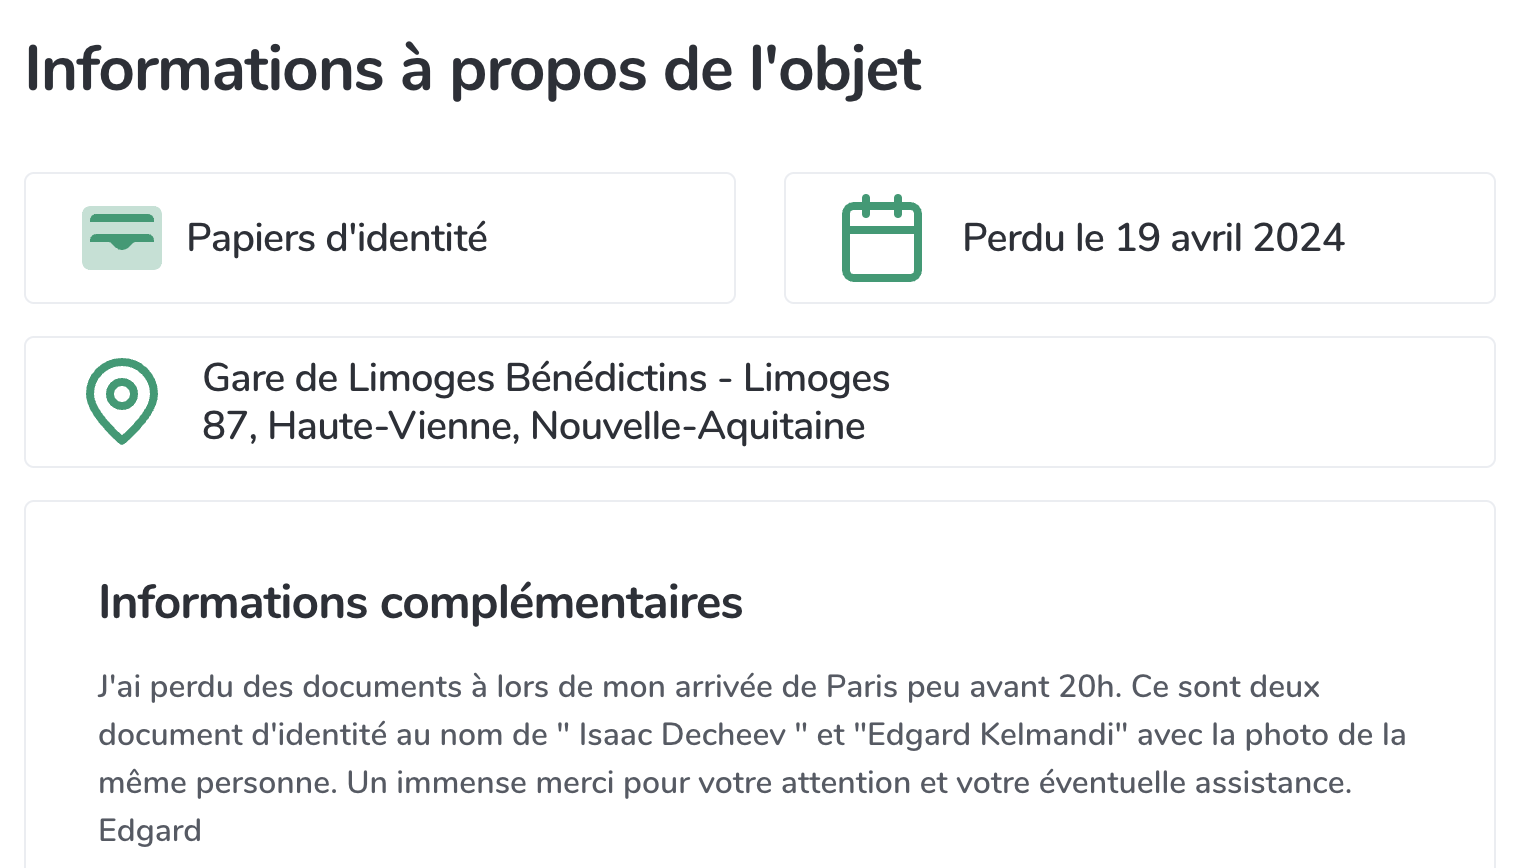 Informations à propos de l'objet
Papiers d'identité
Perdu le 19 avril 2024
Gare de Limoges Bénédictins - Limoges
87, Haute-Vienne, Nouvelle-Aquitaine
Informations complémentaires
J'ai perdu des documents à lors de mon arrivée de Paris peu avant 20h. Ce sont deux
document d'identité au nom de " Isaac Decheev " et "Edgard Kelmandi" avec la photo de la
même personne. Un immense merci pour votre attention et votre éventuelle assistance.
Edgard